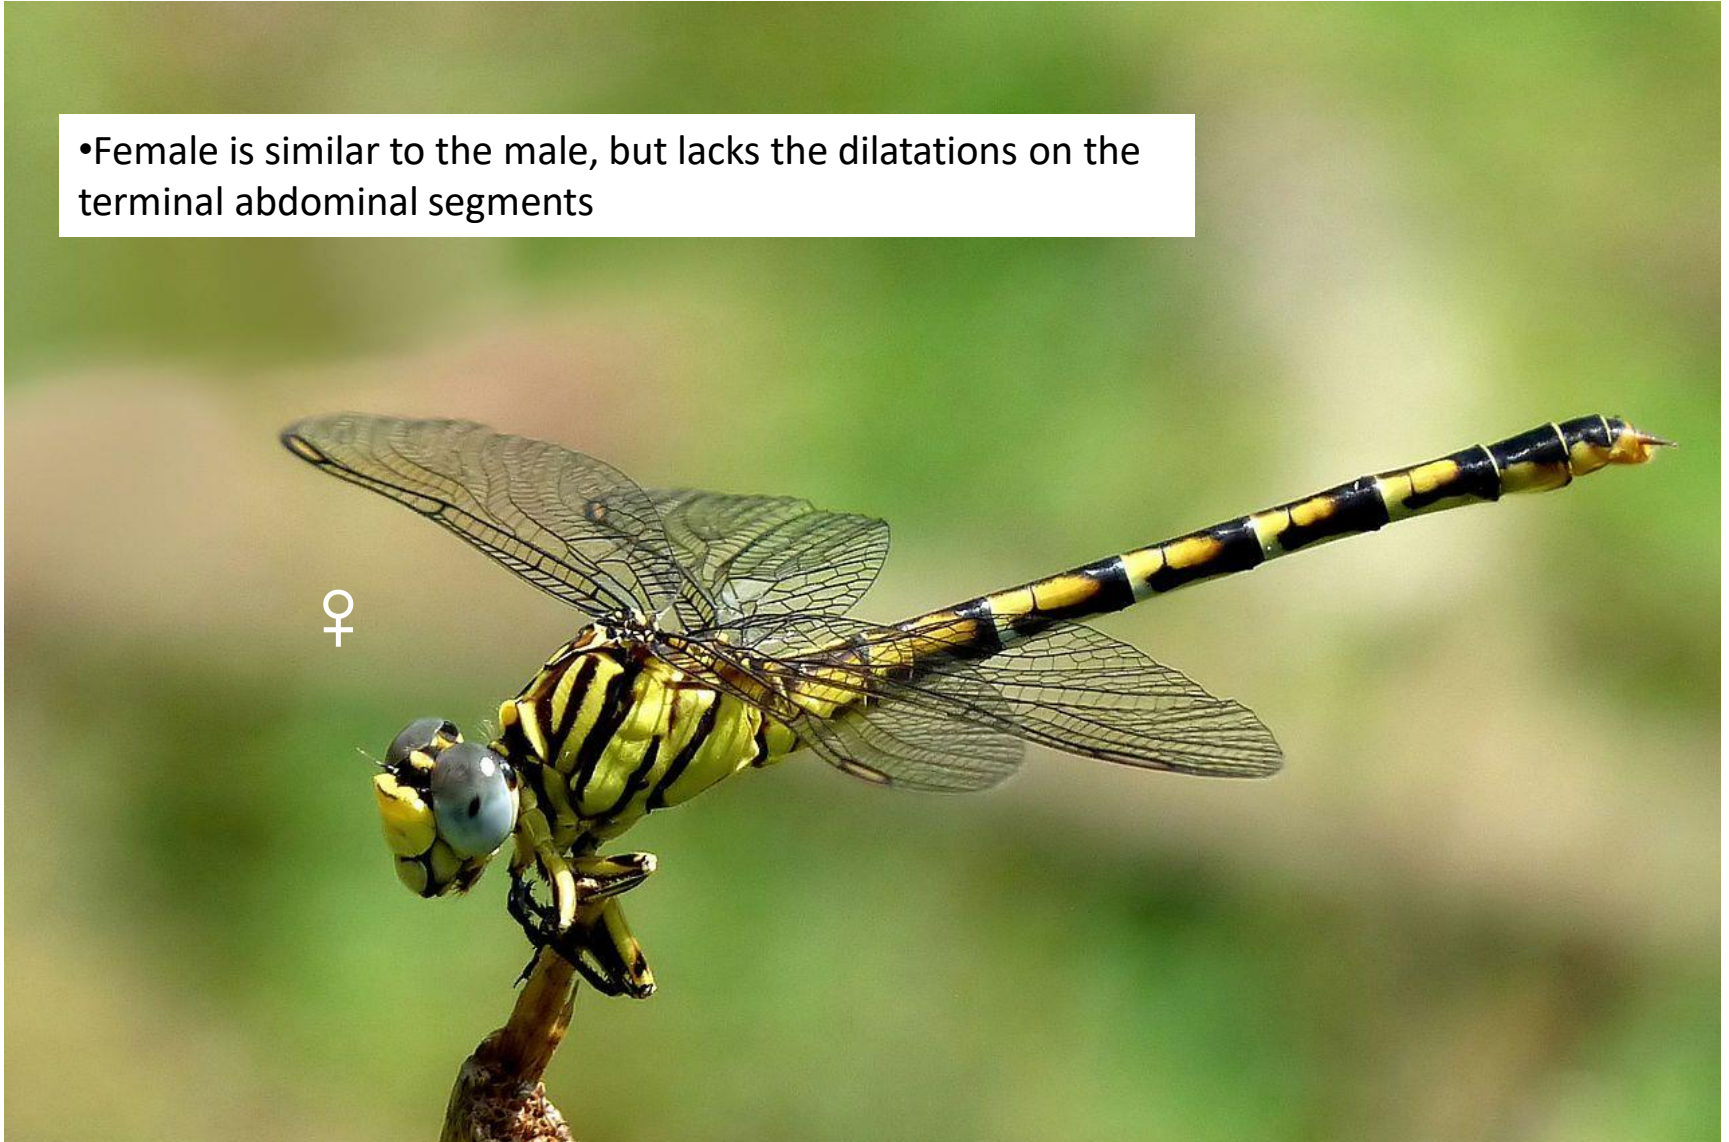 •Female is similar to the male, but lacks the dilatations on the
terminal abdominal segments
♀